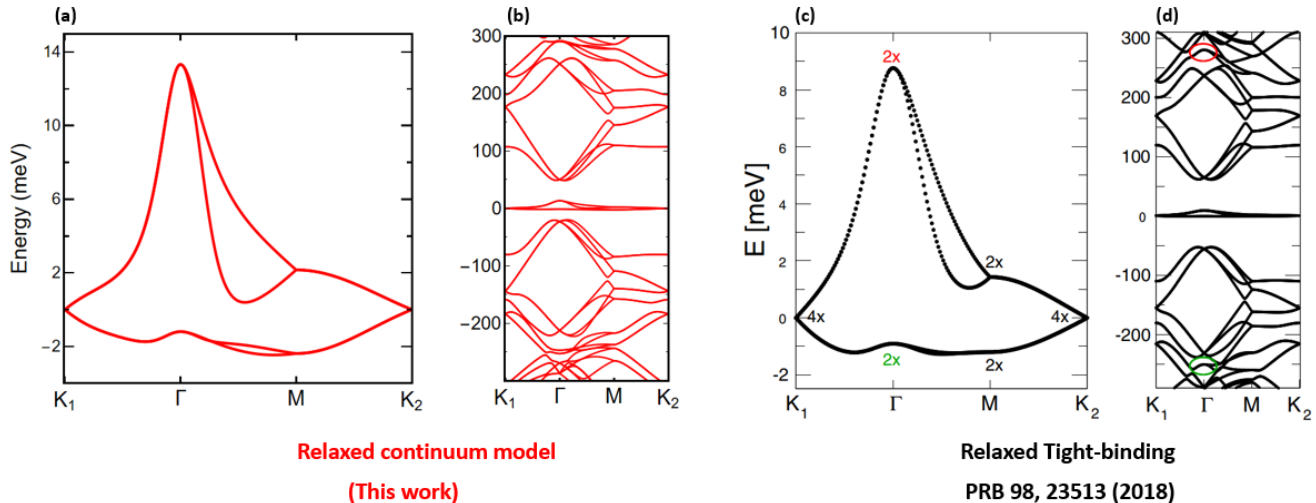 (a)
14
10
6
2
−2
Energy (meV)
K1
Γ
M
K2
(b)
300
200
100
0
−100
−200
K1
Γ
M
K2
(c)
10
8
6
4
2
0
-2
E [meV]
2x
2x
4x
4x
2x
2x
K1
Γ
M
K2
(d)
300
200
100
0
-100
-200
K1
Γ
M
K2
Relaxed continuum model
(This work)
Relaxed Tight-binding
PRB 98, 23513 (2018)